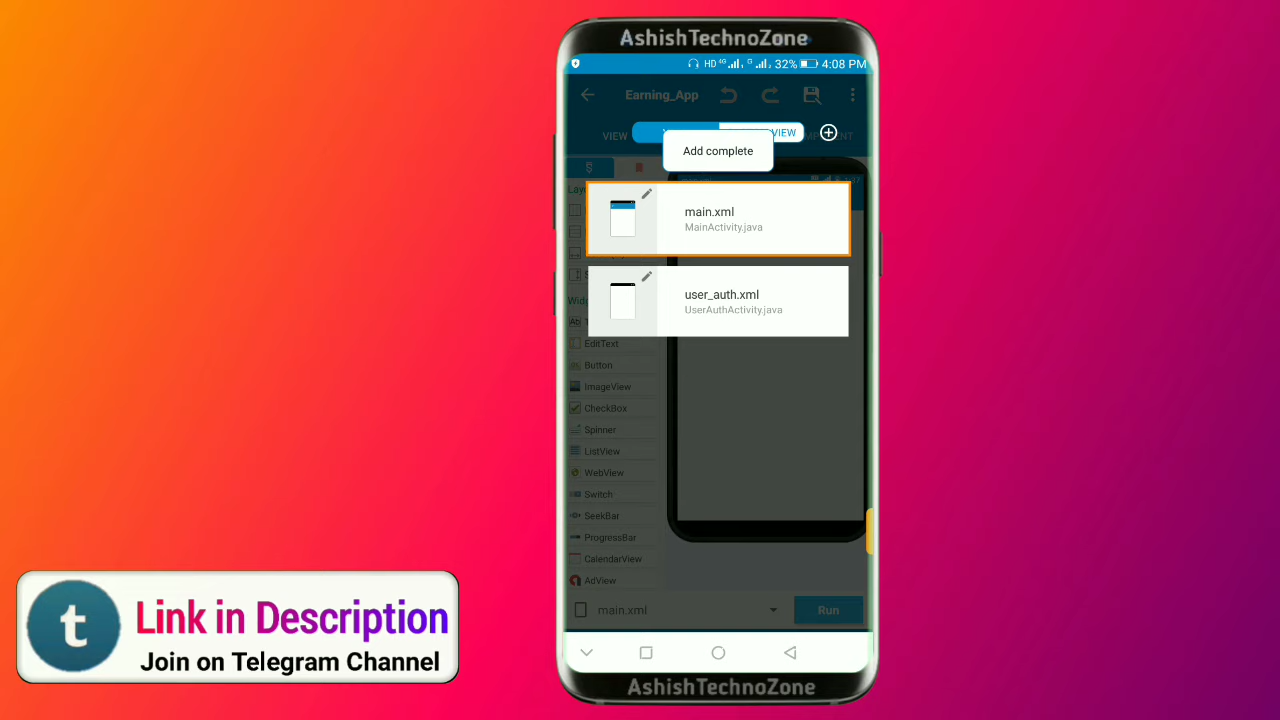 AshishTechnoZone
HD 4G 32% 4:08 PM
Earning_App
VIEW
VIEW
Add complete
main.xml
MainActivity.java
user_auth.xml
UserAuthActivity.java
EditText
Button
ImageView
CheckBox
Spinner
ListView
WebView
Switch
SeekBar
ProgressBar
CalendarView
AdView
main.xml
Run
AshishTechnoZone
t
Link in Description
Join on Telegram Channel